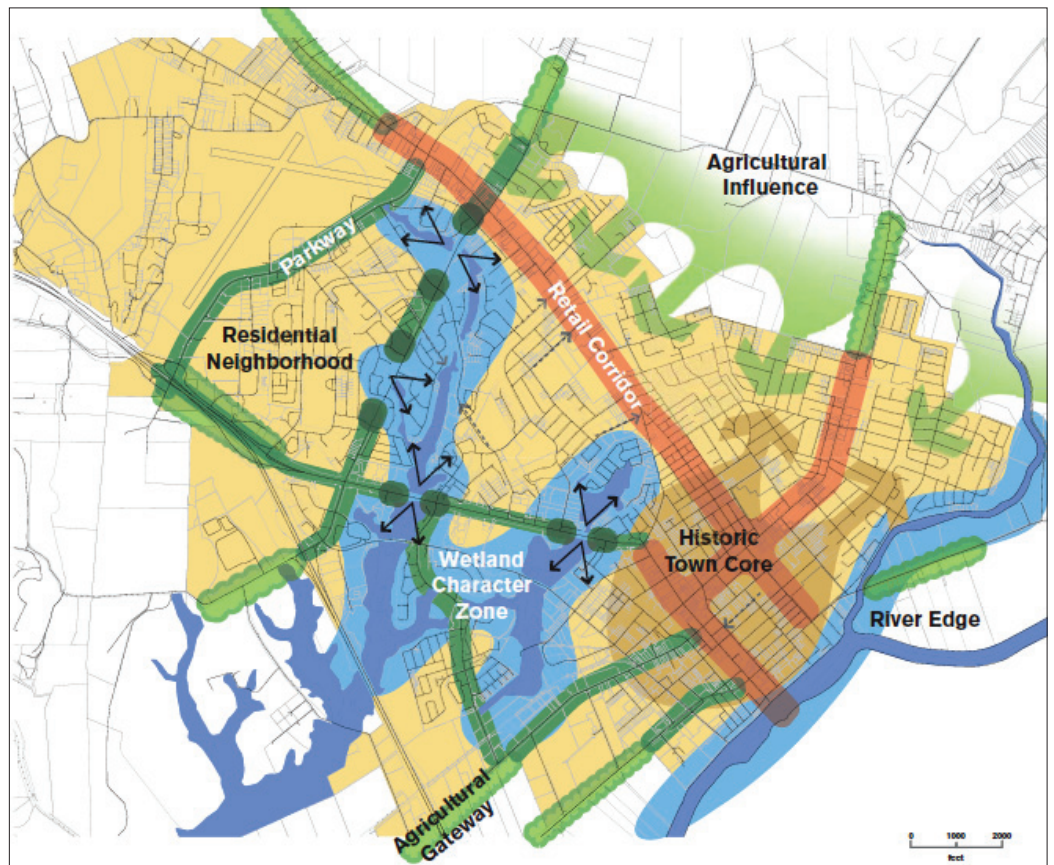 Agricultural
Influence
Parkway
Retail Corridor
Residential
Neighborhood
Historic
Town Core
Wetland
Character
Zone
River Edge
Agricultural
Gateway
0 1000 2000
feet